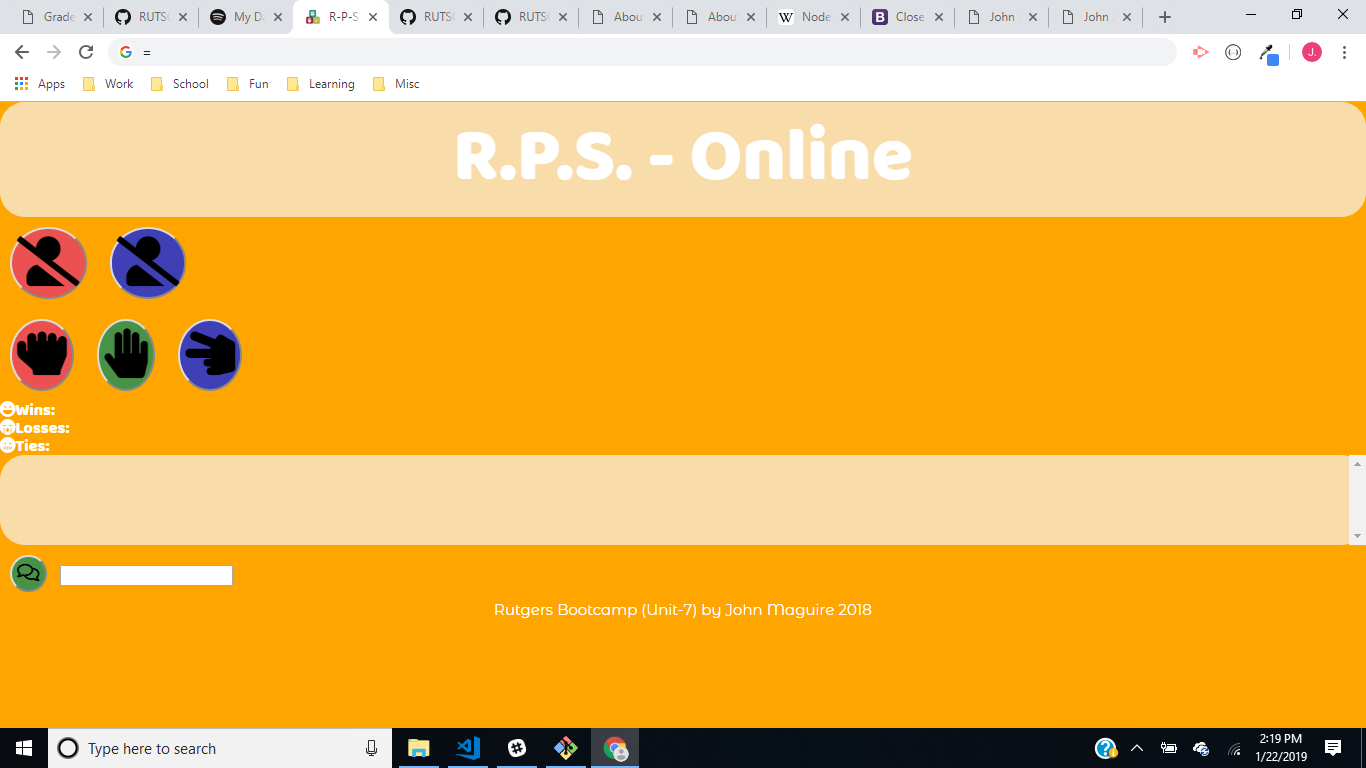 Grade RUTS My D R-P-S RUTS RUTS Abou Abou Node Close John John
=
Apps Work School Fun Learning Misc
R.P.S. - Online
Wins:
Losses:
Ties:
Rutgers Bootcamp (Unit-7) by John Maguire 2018
Type here to search
2:19 PM
1/22/2019